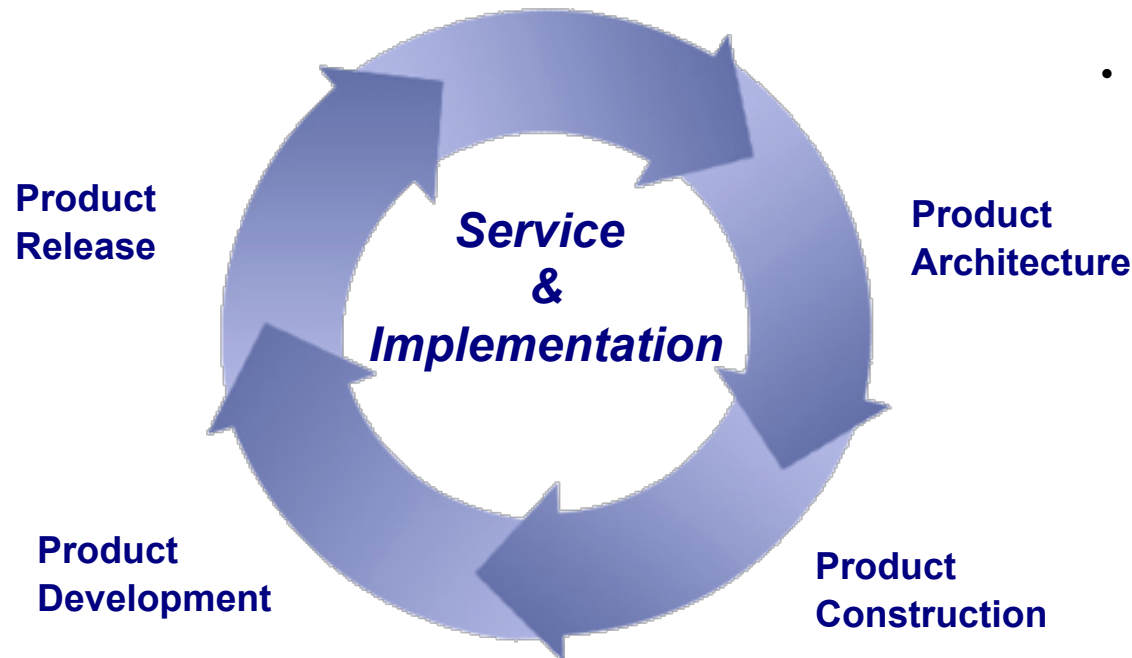 Product
Release
Service
&
Implementation
Product
Architecture
Product
Development
Product
Construction